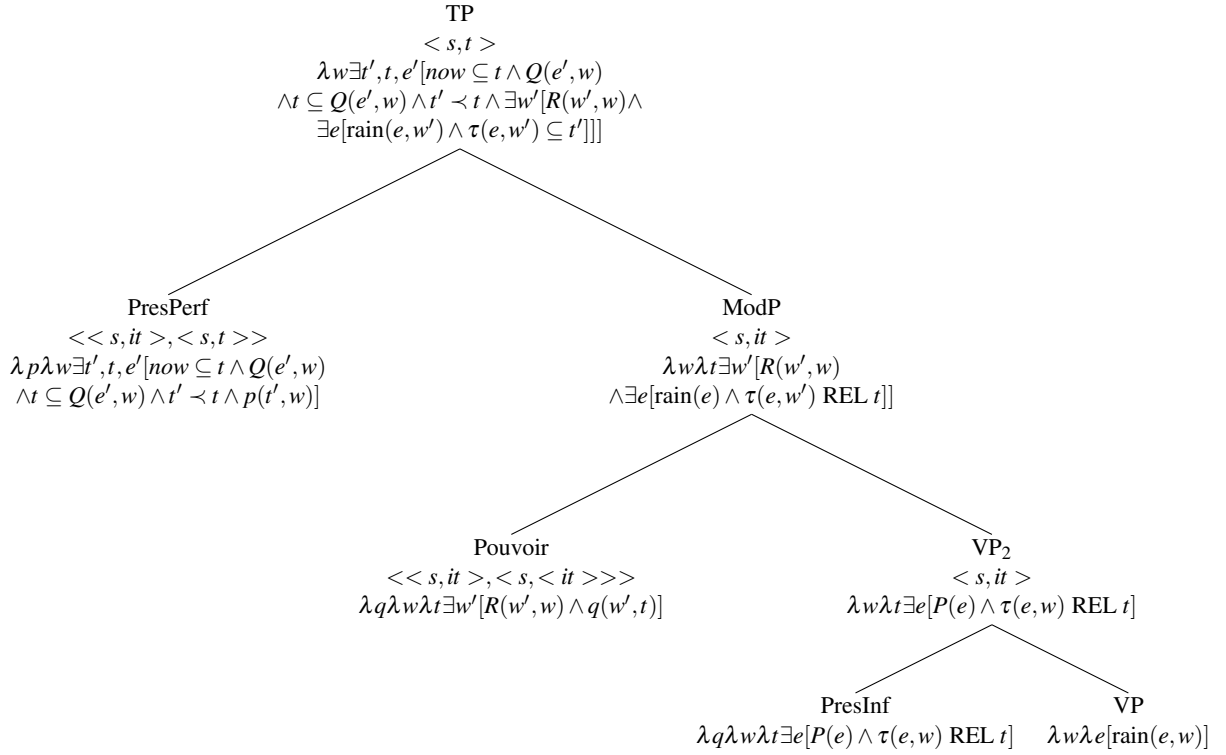 TP
< s,t >
λw∃t′,t,e′[now ⊆ t ∧ Q(e′,w)
∧t ⊆ Q(e′,w) ∧ t′ ≺ t ∧ ∃w′[R(w′,w)∧
∃e[rain(e,w′) ∧ τ(e,w′) ⊆ t′]]]
PresPerf
<< s,it >,< s,t >>
λpλw∃t′,t,e′[now ⊆ t ∧ Q(e′,w)
∧t ⊆ Q(e′,w) ∧ t′ ≺ t ∧ p(t′,w)]
ModP
< s,it >
λwλt∃w′[R(w′,w)
∧∃e[rain(e) ∧ τ(e,w′) REL t]]
Pouvoir
<< s,it >,< s,< it >>>
λqλwλt∃w′[R(w′,w) ∧ q(w′,t)]
VP₂
< s,it >
λwλt∃e[P(e) ∧ τ(e,w) REL t]
PresInf
λqλwλt∃e[P(e) ∧ τ(e,w) REL t]
VP
λwλe[rain(e,w)]